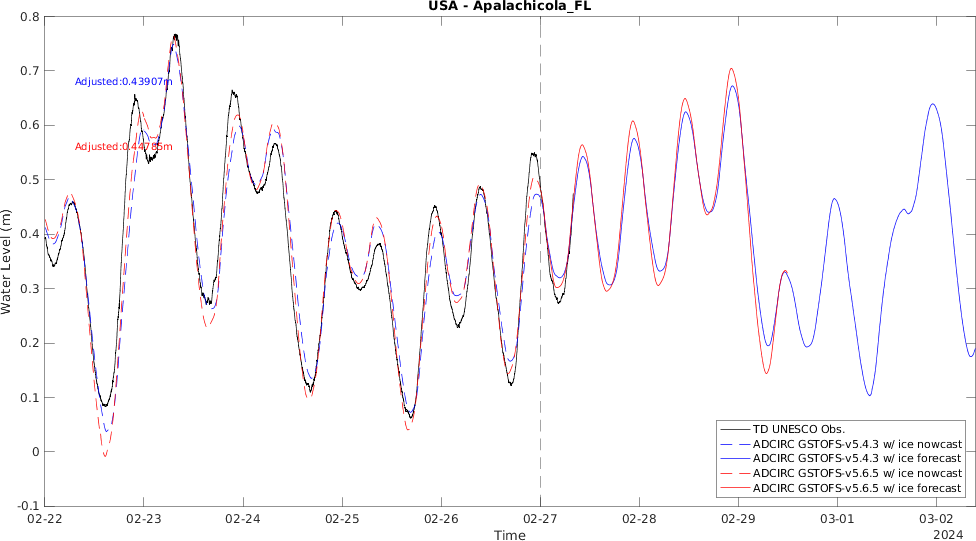 USA - Apalachicola_FL
0.8
0.7
0.6
0.5
0.4
0.3
0.2
0.1
0
-0.1
Water Level (m)
Adjusted:0.43907m
Adjusted:0.44785m
TD UNESCO Obs.
ADCIRC GSTOFS-v5.4.3 w/ ice nowcast
ADCIRC GSTOFS-v5.4.3 w/ ice forecast
ADCIRC GSTOFS-v5.6.5 w/ ice nowcast
ADCIRC GSTOFS-v5.6.5 w/ ice forecast
02-22 02-23 02-24 02-25 02-26 02-27 02-28 02-29 03-01 03-02
Time
2024